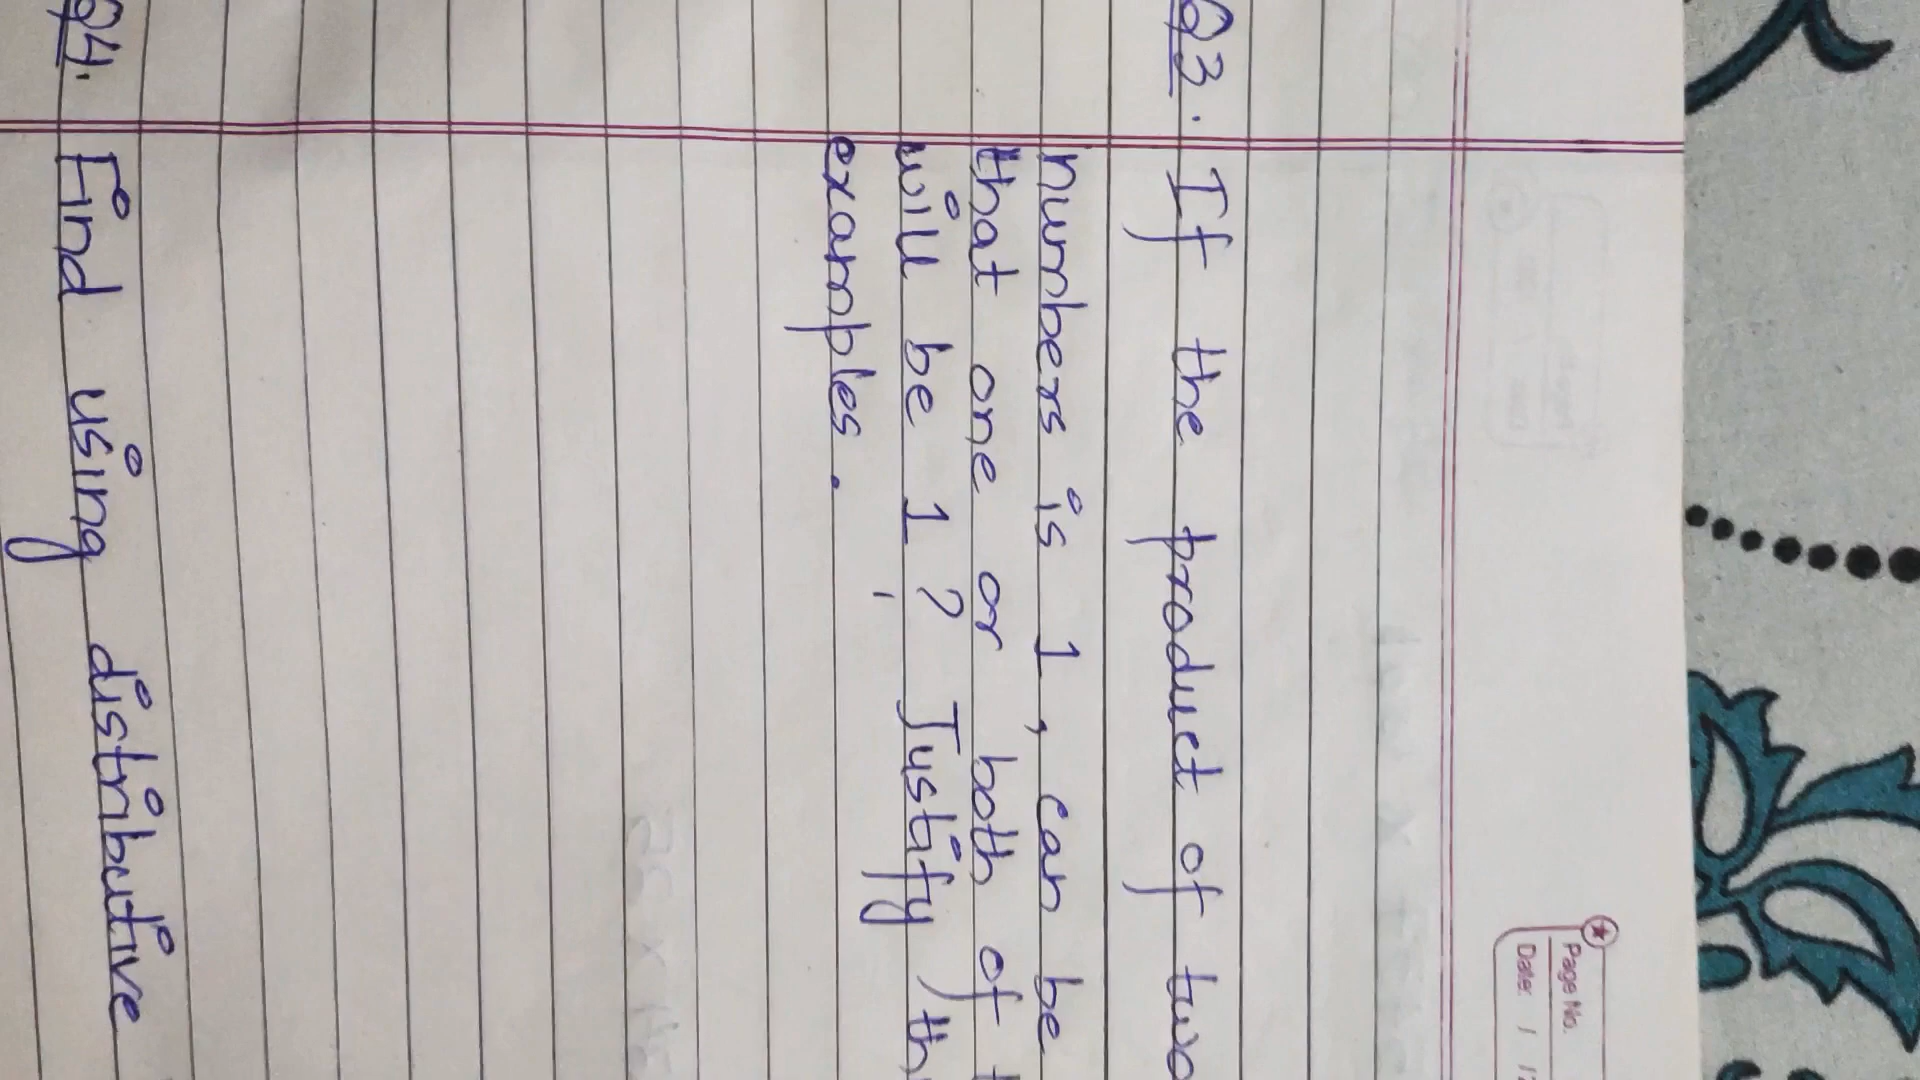 Page No.
Date: / /
Q3. If the product of two
numbers is 1, can be
that one or both of
will be 1? Justify
examples.
Q4. Find using distributive